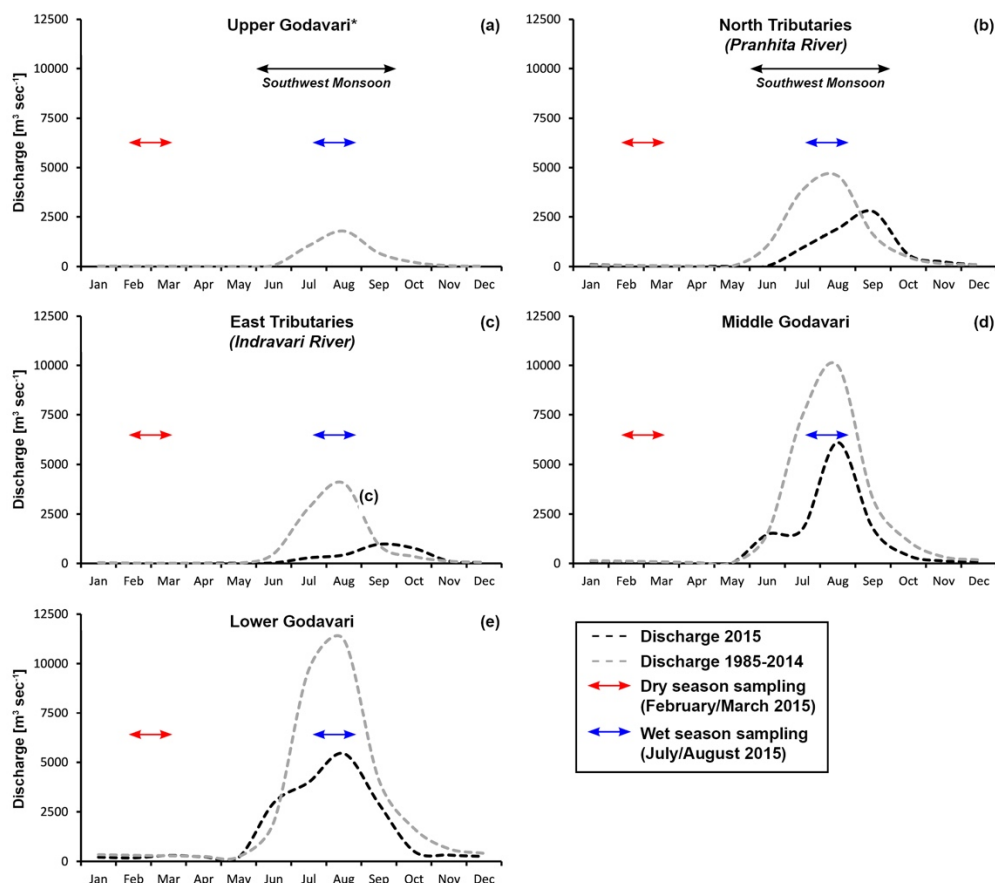 Upper Godavari*
(a)
Discharge [m³ sec⁻¹]
12500
10000
7500
5000
2500
0
Southwest Monsoon
Jan Feb Mar Apr May Jun Jul Aug Sep Oct Nov Dec
North Tributaries
(Pranhita River)
(b)
12500
10000
7500
5000
2500
0
Southwest Monsoon
Jan Feb Mar Apr May Jun Jul Aug Sep Oct Nov Dec
East Tributaries
(Indravari River)
(c)
Discharge [m³ sec⁻¹]
12500
10000
7500
5000
2500
0
(c)
Jan Feb Mar Apr May Jun Jul Aug Sep Oct Nov Dec
Middle Godavari
(d)
12500
10000
7500
5000
2500
0
Jan Feb Mar Apr May Jun Jul Aug Sep Oct Nov Dec
Lower Godavari
(e)
Discharge [m³ sec⁻¹]
12500
10000
7500
5000
2500
0
Jan Feb Mar Apr May Jun Jul Aug Sep Oct Nov Dec
Discharge 2015
Discharge 1985-2014
Dry season sampling
(February/March 2015)
Wet season sampling
(July/August 2015)